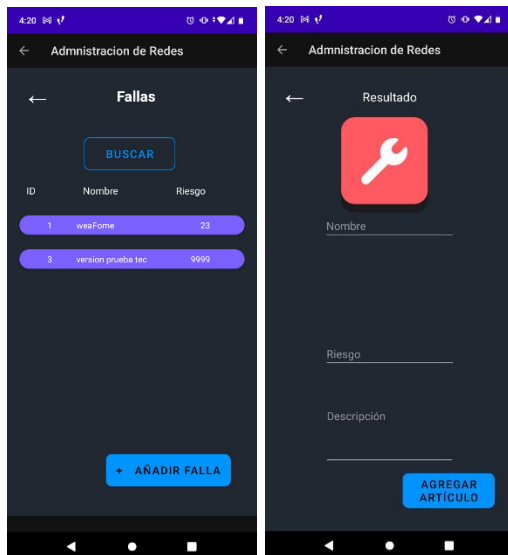 4:20
Admnistracion de Redes
Fallas
BUSCAR
ID Nombre Riesgo
1 weaFome 23
3 version prueba tec 9999
+ AÑADIR FALLA
4:20
Admnistracion de Redes
Resultado
Nombre
Riesgo
Descripción
AGREGAR
ARTÍCULO